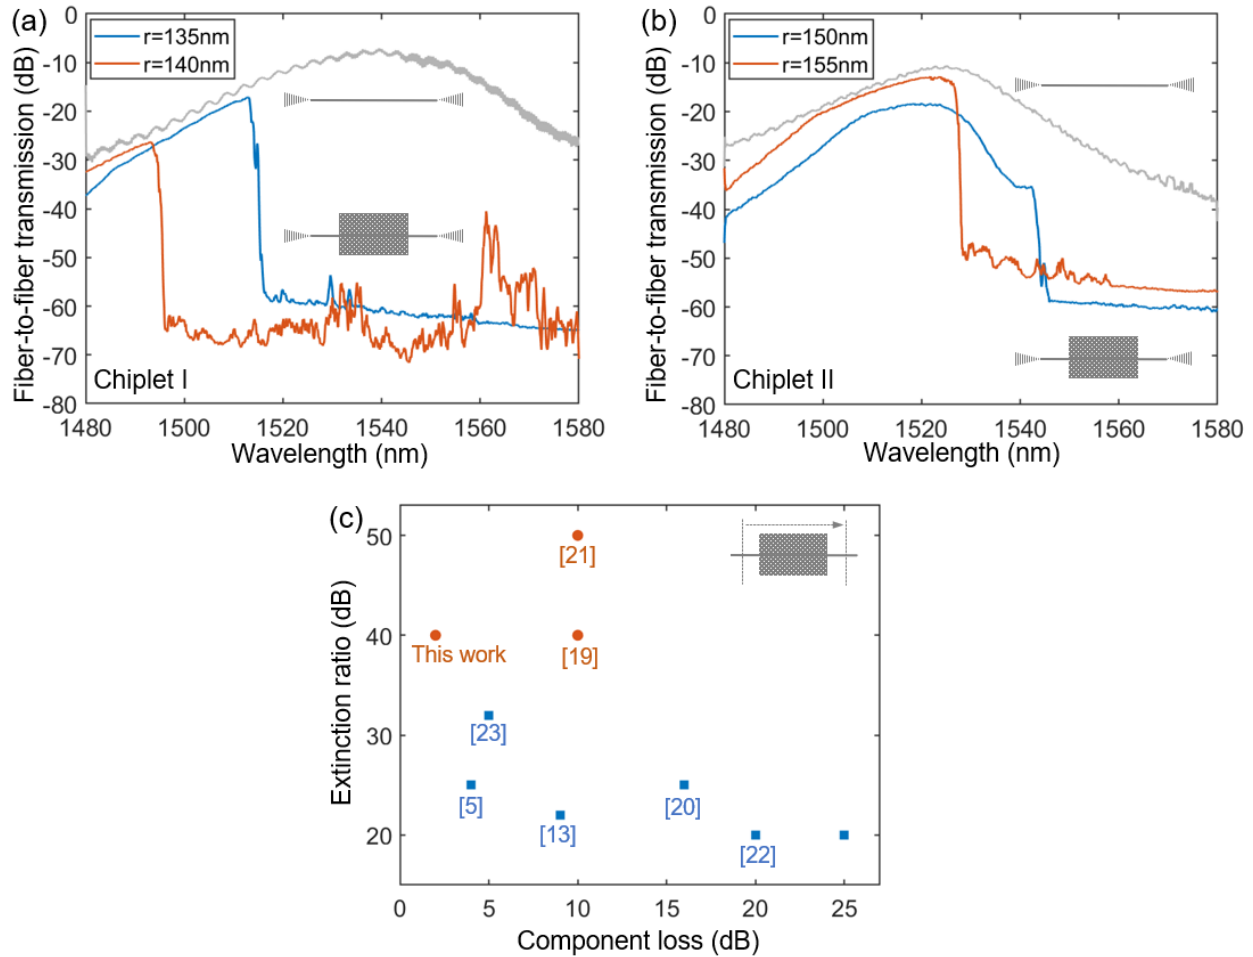 (a)
0
-10
-20
-30
-40
-50
-60
-70
-80
Fiber-to-fiber transmission (dB)
r=135nm
r=140nm
Chiplet I
1480 1500 1520 1540 1560 1580
Wavelength (nm)
(b)
0
-10
-20
-30
-40
-50
-60
-70
-80
Fiber-to-fiber transmission (dB)
r=150nm
r=155nm
Chiplet II
1480 1500 1520 1540 1560 1580
Wavelength (nm)
(c)
50
40
30
20
Extinction ratio (dB)
[21]
This work
[19]
[23]
[5]
[20]
[13]
[22]
0 5 10 15 20 25
Component loss (dB)